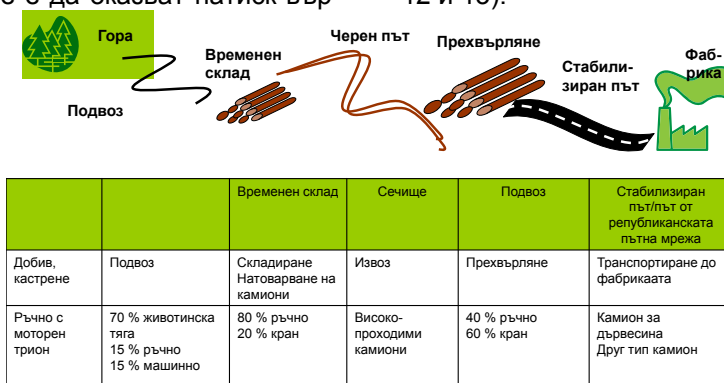 12 и 13).
Гора
Временен
склад
Черен път
Прехвърляне
Стабили-
зиран път
Фаб-
рика
Подвоз
Временен склад
Сечище
Подвоз
Стабилизиран
път/път от
републиканската
пътна мрежа
Добив,
кастрене
Подвоз
Складиране
Натоварване на
камиони
Извоз
Прехвърляне
Транспортиране до
фабрикаата
Ръчно с
моторен
трион
70 % животинска
тяга
15 % ръчно
15 % машинно
80 % ръчно
20 % кран
Високо-
проходими
камиони
40 % ръчно
60 % кран
Камион за
дървесина
Друг тип камион